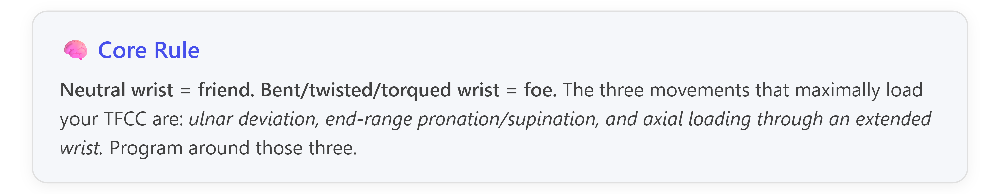 🧠 Core Rule
Neutral wrist = friend. Bent/twisted/torqued wrist = foe. The three movements that maximally load
your TFCC are: ulnar deviation, end-range pronation/supination, and axial loading through an extended
wrist. Program around those three.